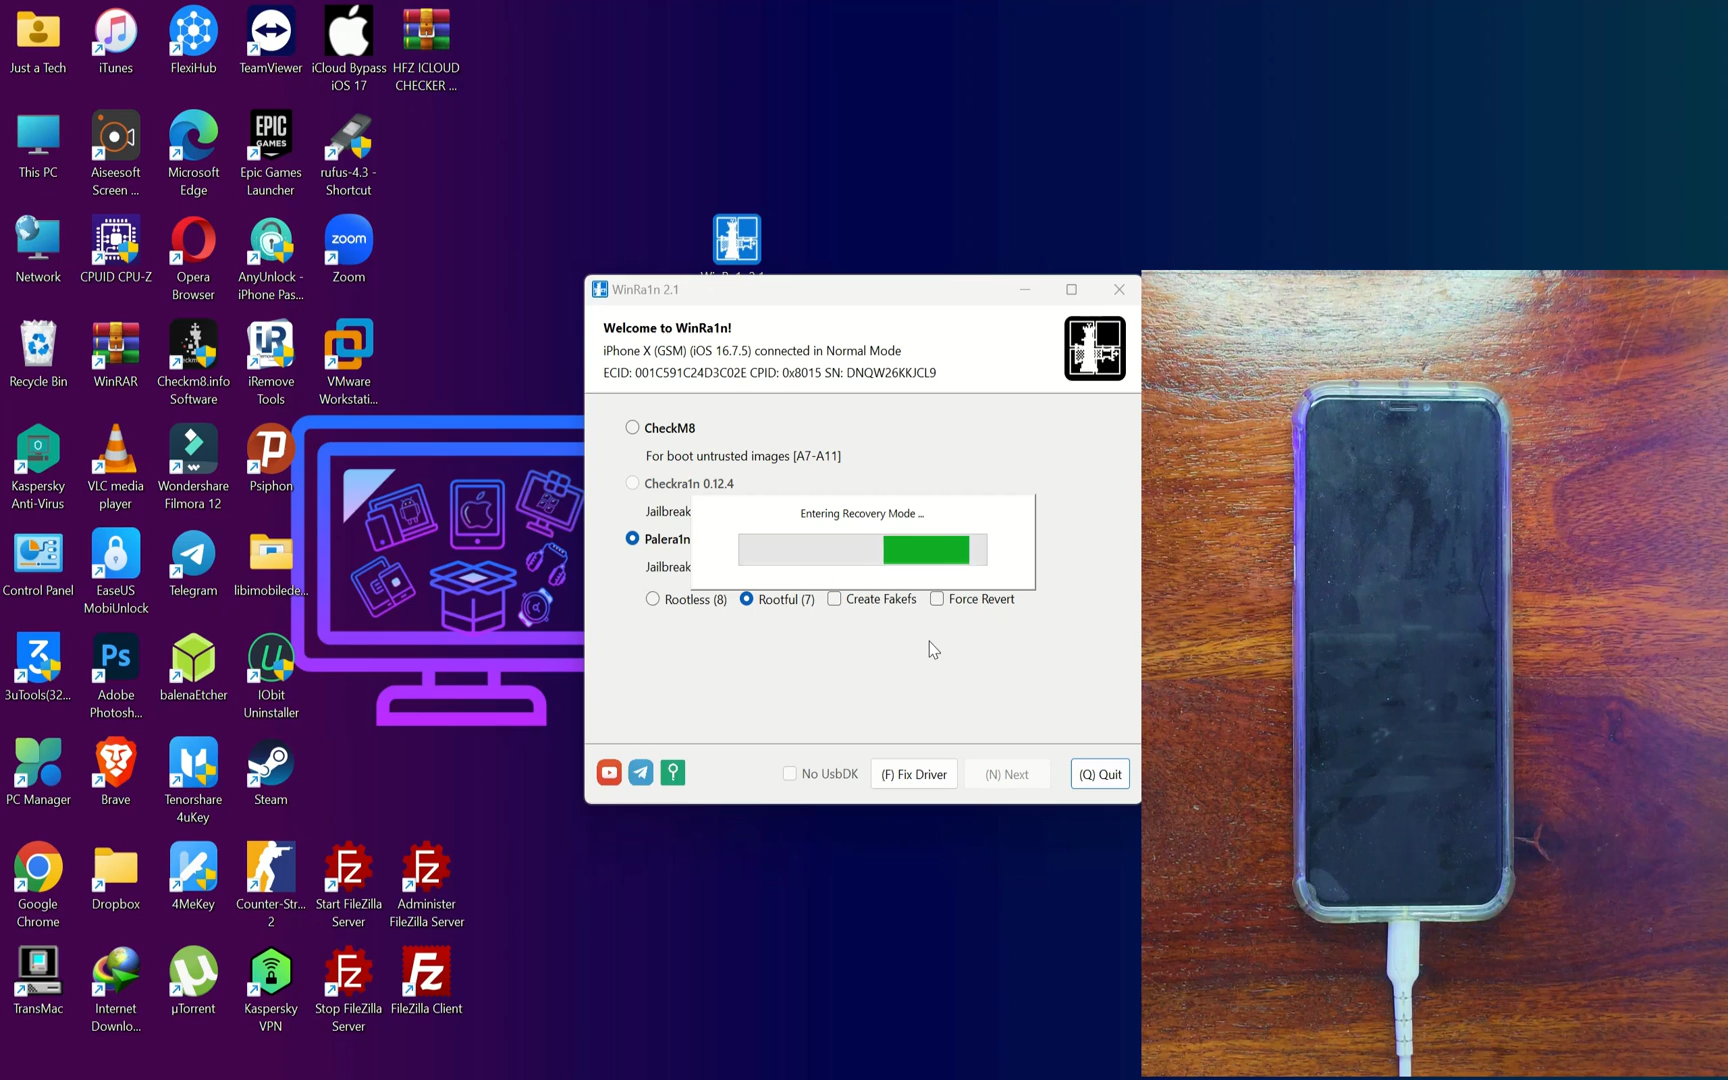 Just a Tech
iTunes
FlexiHub
TeamViewer
iCloud Bypass
iOS 17
HFZ ICLOUD
CHECKER ...
This PC
Aiseesoft
Screen ...
Microsoft
Edge
EPIC
GAMES
Epic Games
Launcher
rufus-4.3 -
Shortcut
Network
CPUID CPU-Z
Opera
Browser
AnyUnlock -
iPhone Pas...
zoom
Zoom
Recycle Bin
WinRAR
Checkm8.info
Software
iR
iRemove
Tools
VMware
Workstati...
Kaspersky
Anti-Virus
VLC media
player
Wondershare
Filmora 12
Psiphon
Control Panel
EaseUS
MobiUnlock
Telegram
libimobilede...
3uTools(32...
Ps
Adobe
Photosh...
balenaEtcher
IObit
Uninstaller
PC Manager
Brave
Tenorshare
4uKey
Steam
Google
Chrome
Dropbox
4MeKey
Counter-Str...
2
Fz
Start FileZilla
Server
Fz
Administer
FileZilla Server
TransMac
Internet
Downlo...
µTorrent
Kaspersky
VPN
Fz
Stop FileZilla
Server
Fz
FileZilla Client
WinRa1n 2.1
Welcome to WinRa1n!
iPhone X (GSM) (iOS 16.7.5) connected in Normal Mode
ECID: 001C591C24D3C02E CPID: 0x8015 SN: DNQW26KKJCL9
CheckM8
For boot untrusted images [A7-A11]
Checkra1n 0.12.4
Jailbreak
Entering Recovery Mode ...
Palera1n
Jailbreak
Rootless (8) Rootful (7) Create Fakefs Force Revert
No UsbDK (F) Fix Driver (N) Next (Q) Quit